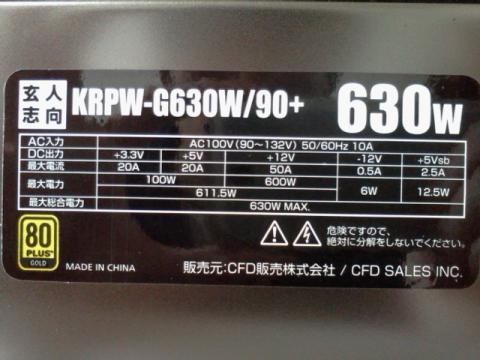 玄人志向 KRPW-G630W/90+ 630W
AC入力 AC100V(90～132V) 50/60Hz 10A
DC出力 +3.3V +5V +12V -12V +5Vsb
最大電流 20A 20A 50A 0.5A 2.5A
最大電力 100W 600W 6W 12.5W
611.5W
最大総合電力 630W MAX.
80 PLUS GOLD
危険ですので、
絶対に分解をしないでください。
MADE IN CHINA 販売元:CFD販売株式会社 / CFD SALES INC.